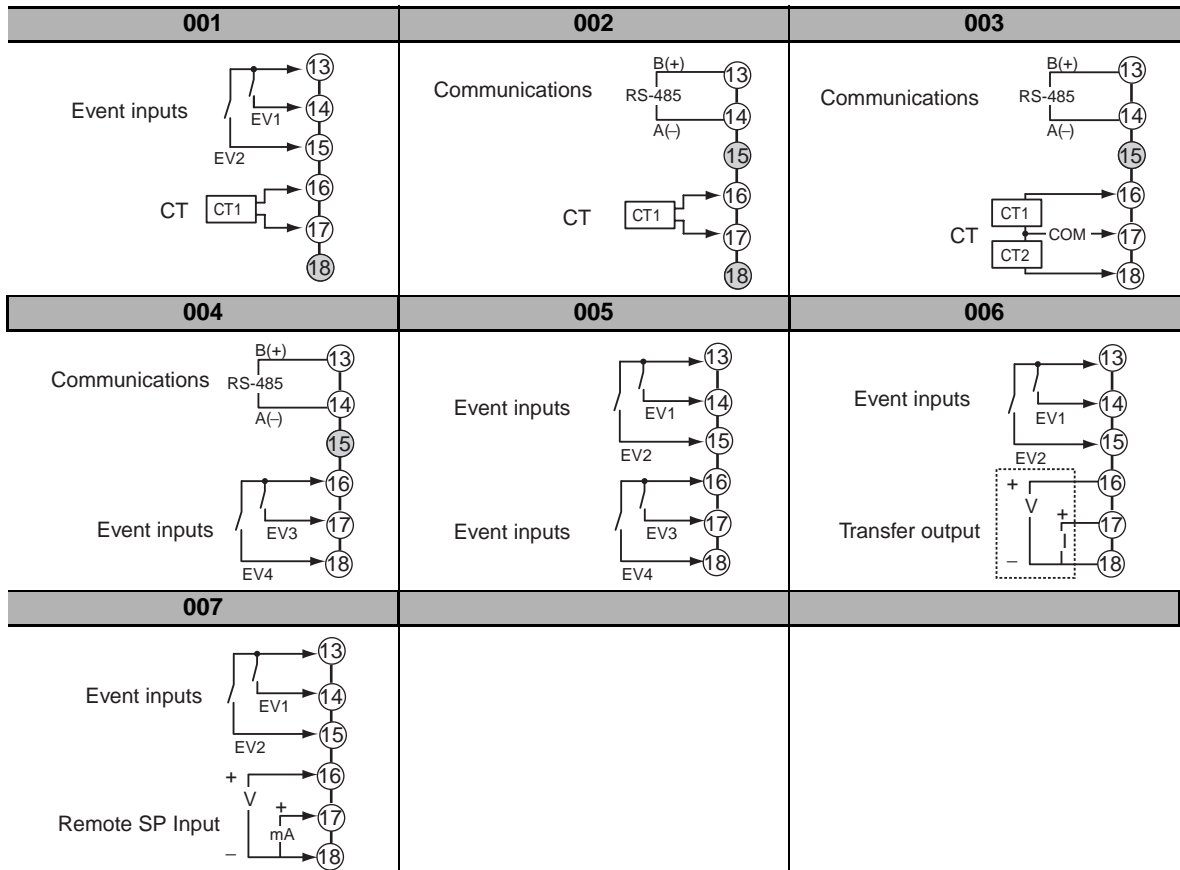 001
002
003
Event inputs
EV1
EV2
13
14
15
CT
CT1
16
17
18
Communications
B(+)
RS-485
A(–)
13
14
15
CT
CT1
16
17
18
Communications
B(+)
RS-485
A(–)
13
14
15
CT
CT1
COM
CT2
16
17
18
004
005
006
Communications
B(+)
RS-485
A(–)
13
14
15
Event inputs
EV3
EV4
16
17
18
Event inputs
EV1
EV2
13
14
15
Event inputs
EV3
EV4
16
17
18
Event inputs
EV1
EV2
13
14
15
Transfer output
+
V
–
+
I
16
17
18
007
Event inputs
EV1
EV2
13
14
15
Remote SP Input
+
V
–
+
mA
16
17
18